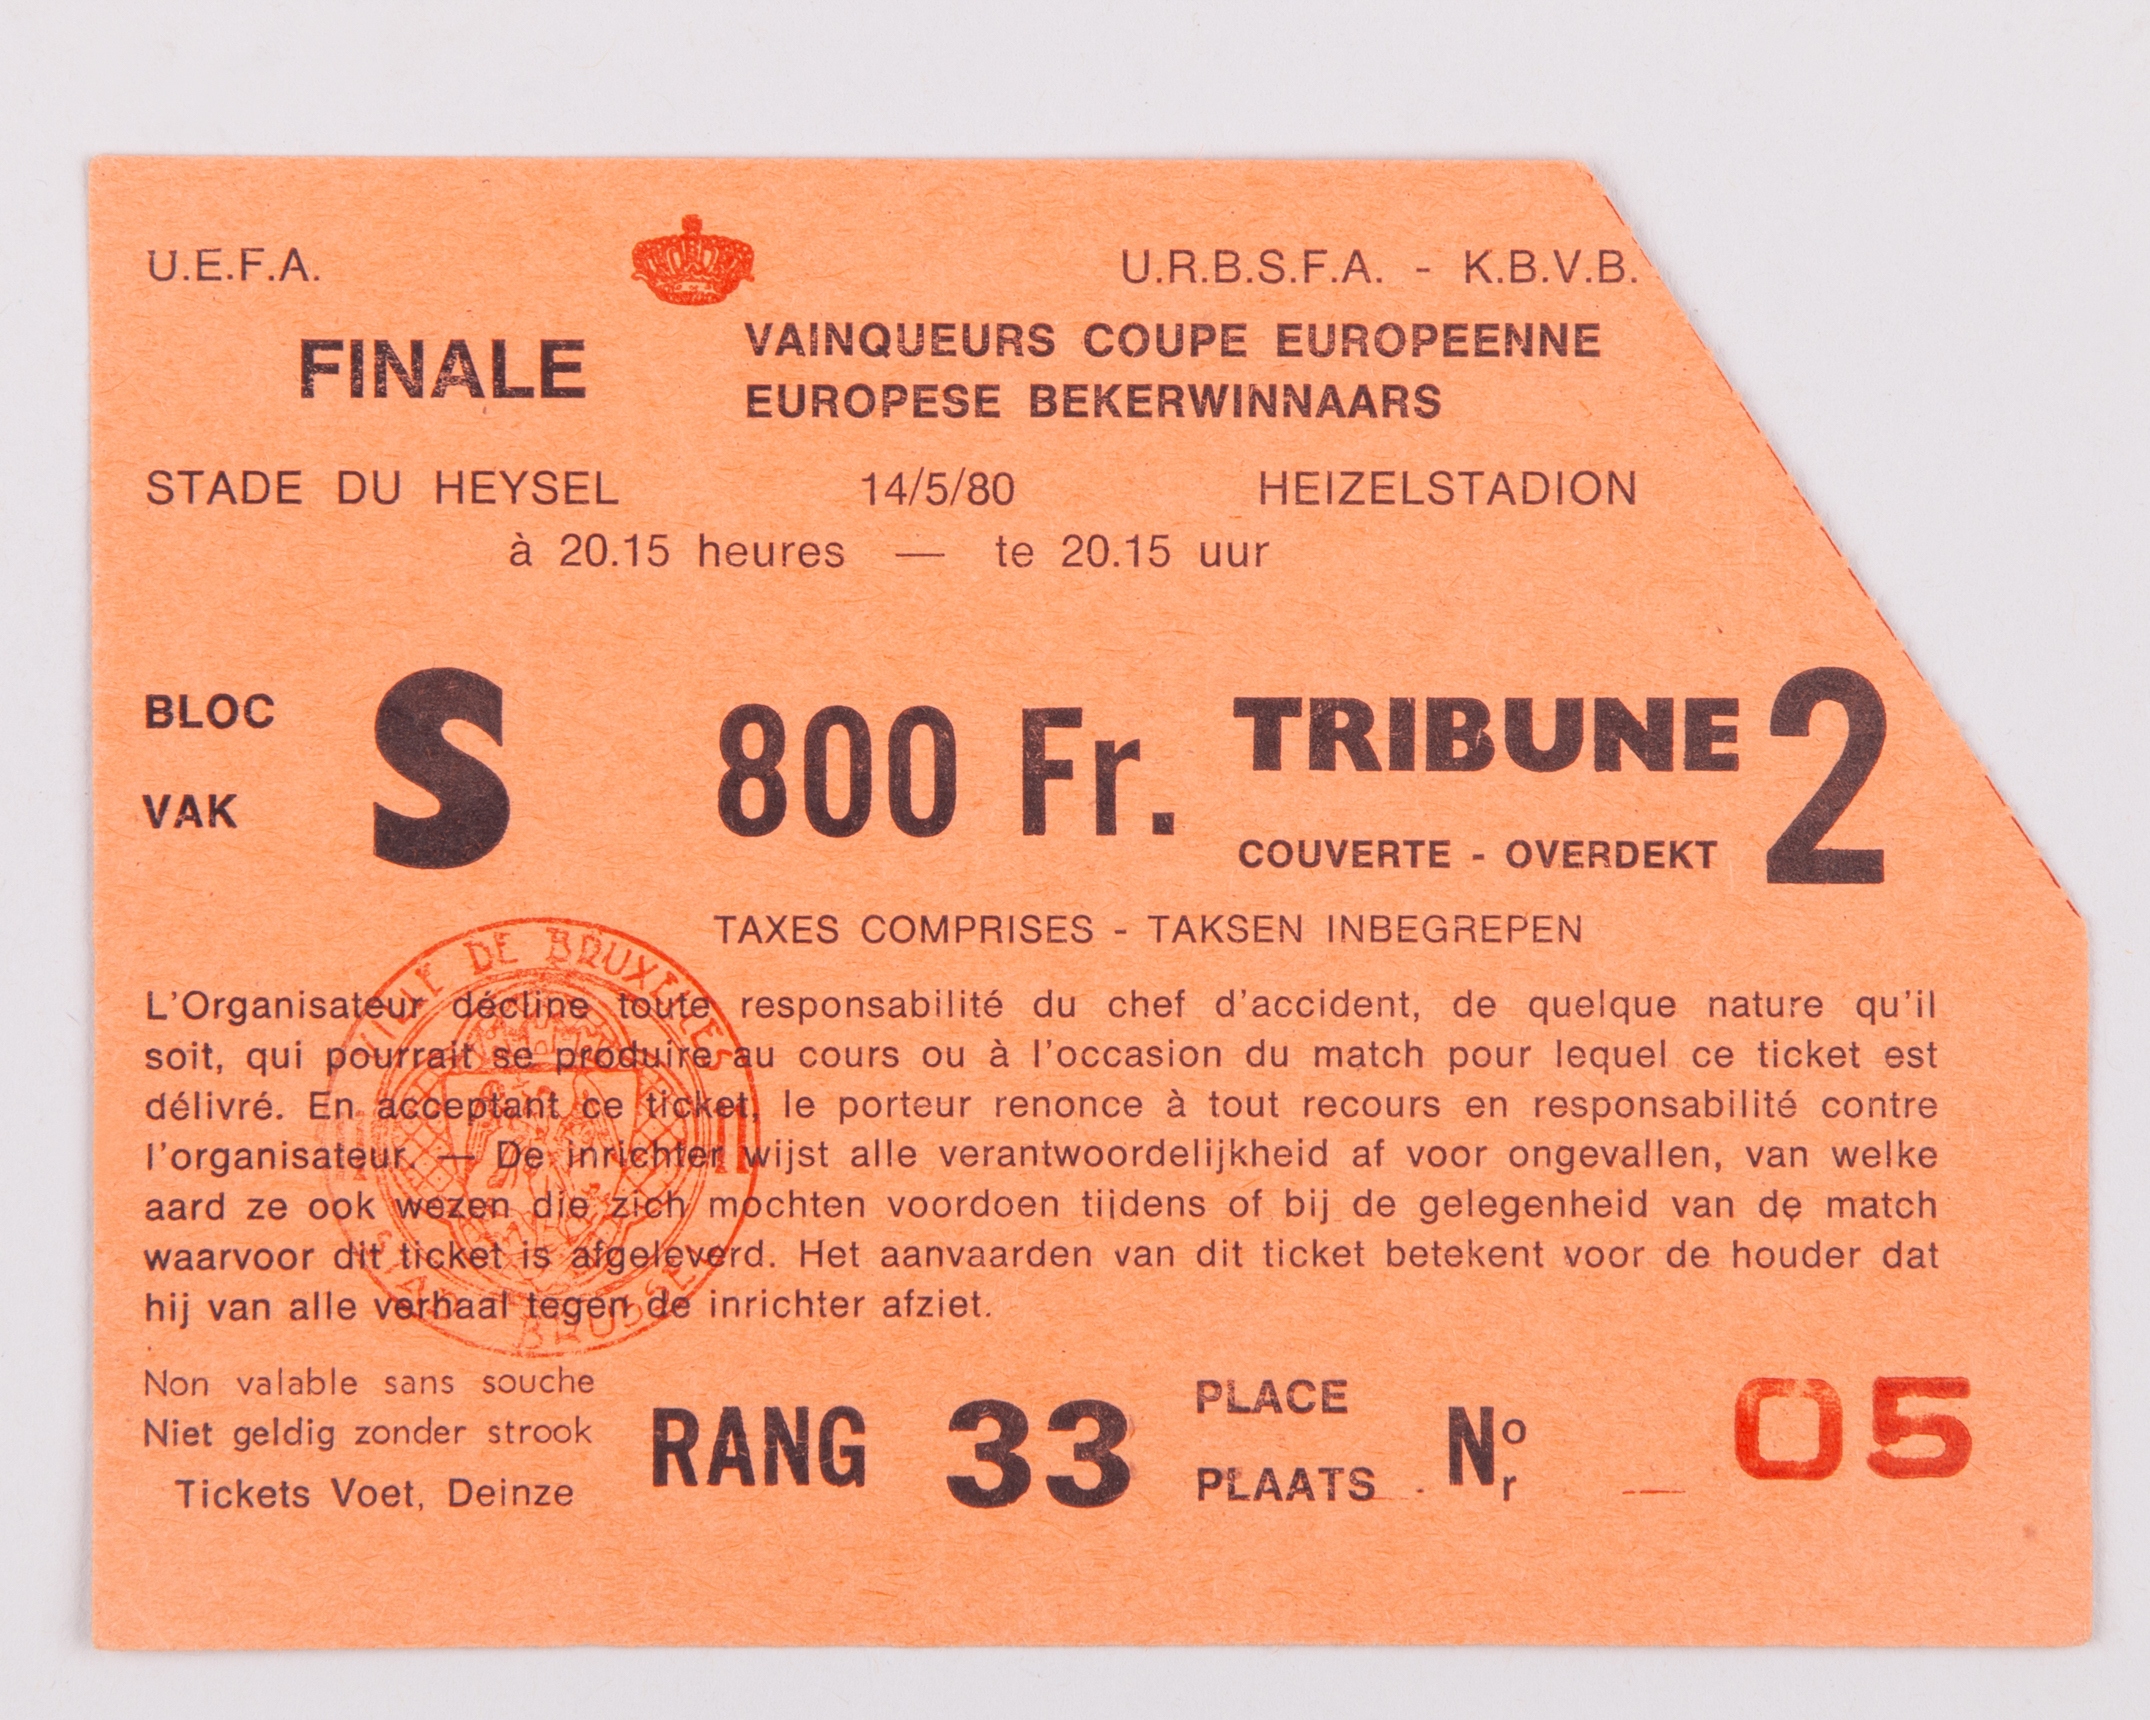 U.E.F.A.
U.R.B.S.F.A. - K.B.V.B.
FINALE
VAINQUEURS COUPE EUROPEENNE
EUROPESE BEKERWINNAARS
STADE DU HEYSEL 14/5/80 HEIZELSTADION
à 20.15 heures — te 20.15 uur
BLOC
VAK
S
800 Fr.
TRIBUNE 2
COUVERTE - OVERDEKT
TAXES COMPRISES - TAKSEN INBEGREPEN
VILLE DE BRUXELLES
L'Organisateur décline toute responsabilité du chef d'accident, de quelque nature qu'il
soit, qui pourrait se produire au cours ou à l'occasion du match pour lequel ce ticket est
délivré. En acceptant ce ticket, le porteur renonce à tout recours en responsabilité contre
l'organisateur. — De inrichter wijst alle verantwoordelijkheid af voor ongevallen, van welke
aard ze ook wezen die zich mochten voordoen tijdens of bij de gelegenheid van de match
waarvoor dit ticket is afgeleverd. Het aanvaarden van dit ticket betekent voor de houder dat
hij van alle verhaal tegen de inrichter afziet.
Non valable sans souche
Niet geldig zonder strook
Tickets Voet, Deinze
RANG 33
PLACE
PLAATS
Nor
05